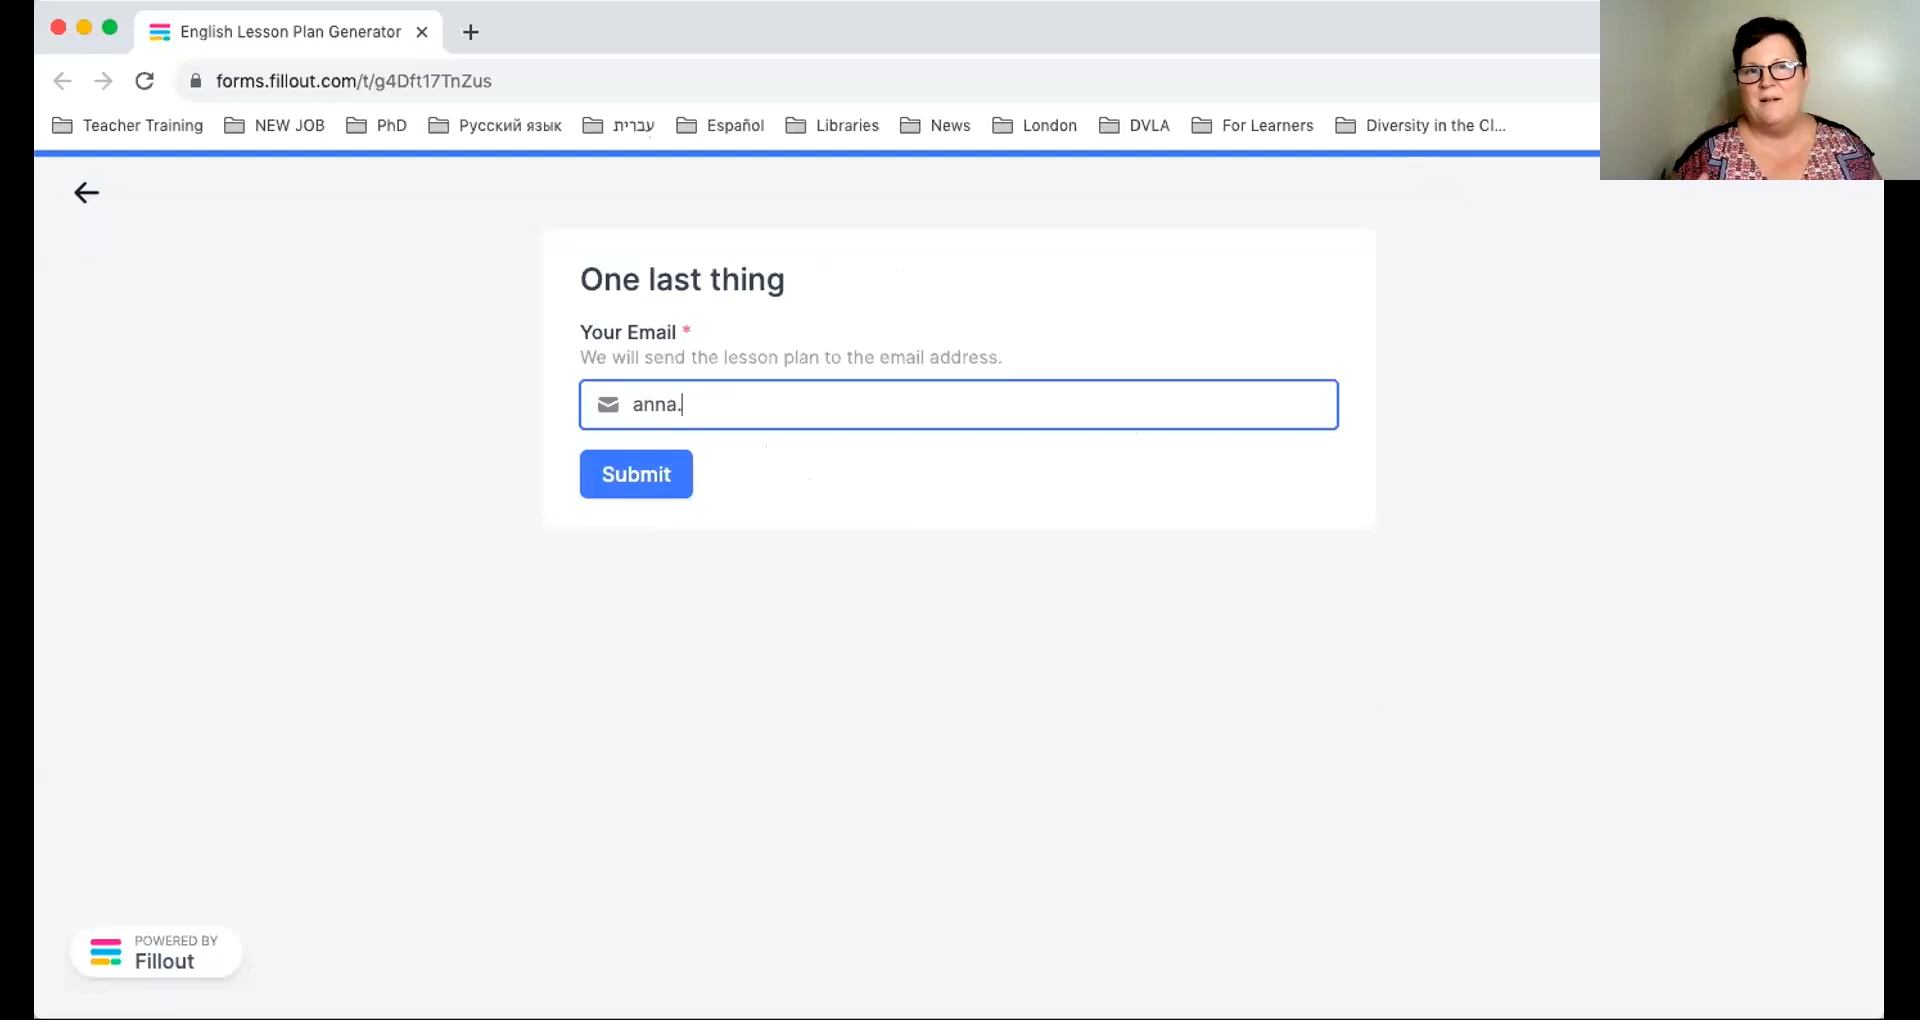 English Lesson Plan Generator
forms.fillout.com/t/g4Dft17TnZus
Teacher Training NEW JOB PhD Русский язык עברית Español Libraries News London DVLA For Learners Diversity in the Cl...
One last thing
Your Email *
We will send the lesson plan to the email address.
anna.
Submit
POWERED BY
Fillout